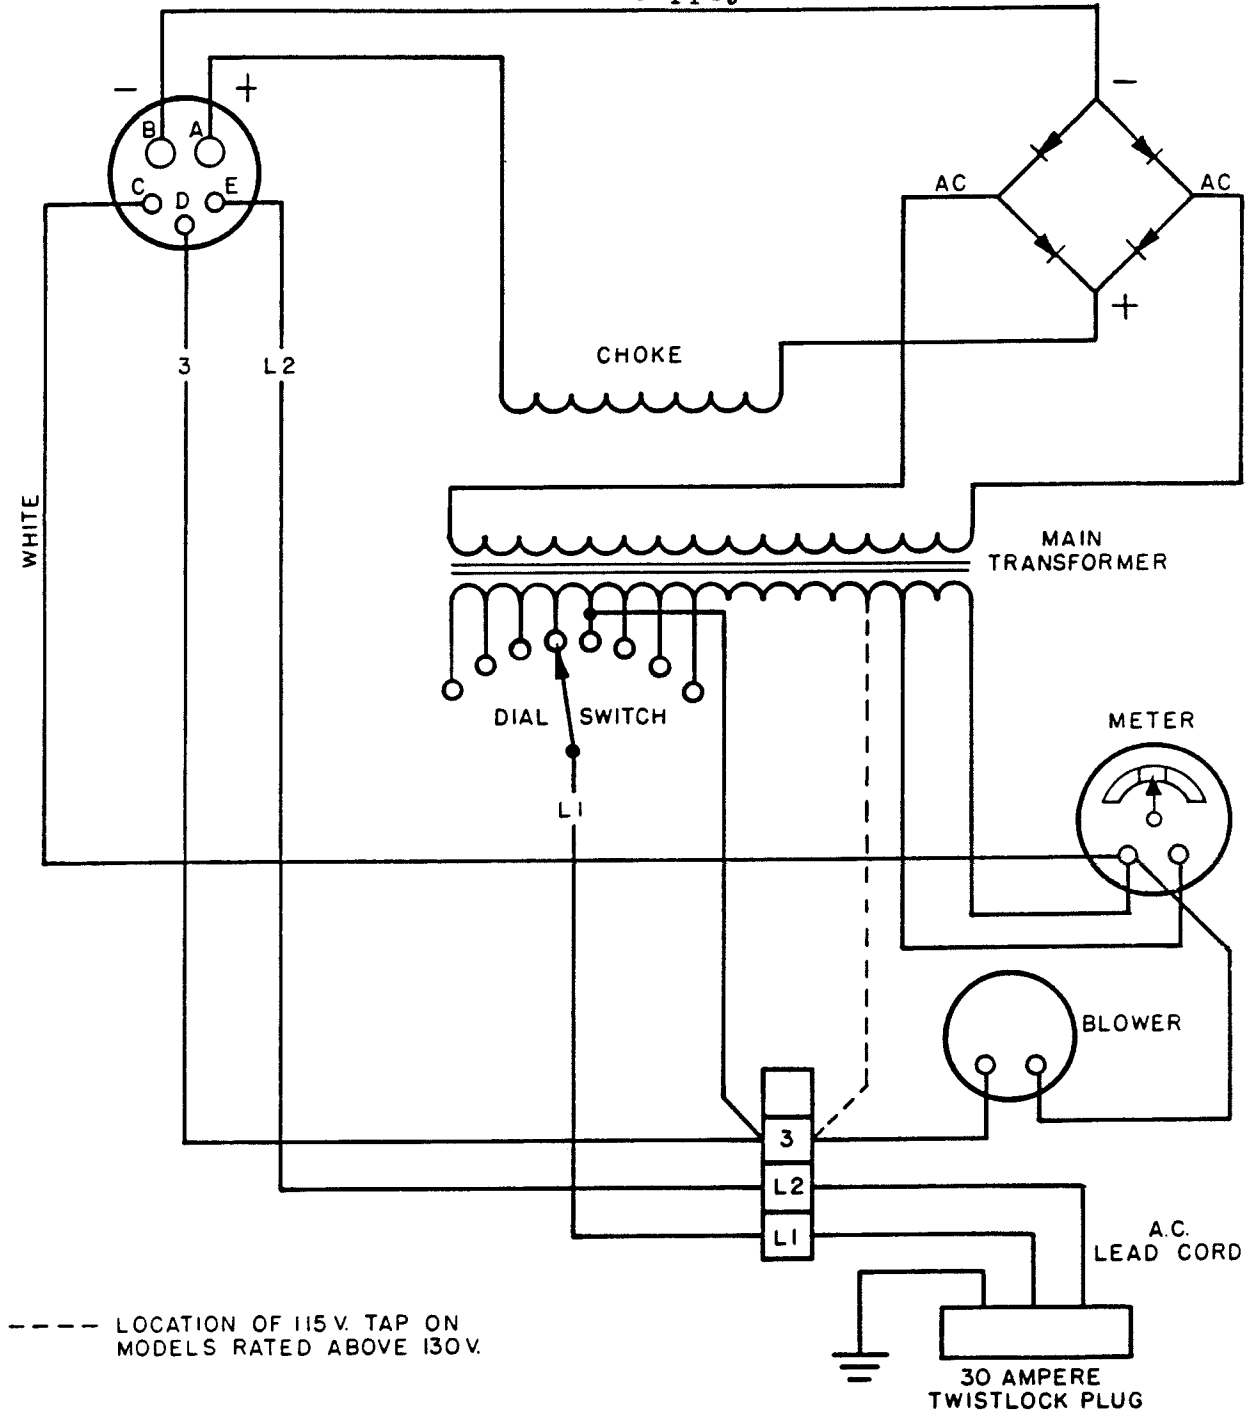 −
+
B
A
C
D
E
−
AC
AC
+
3
L2
CHOKE
WHITE
MAIN
TRANSFORMER
DIAL SWITCH
METER
L1
BLOWER
3
L2
L1
A.C.
LEAD CORD
---- LOCATION OF 115 V. TAP ON
MODELS RATED ABOVE 130 V.
30 AMPERE
TWISTLOCK PLUG